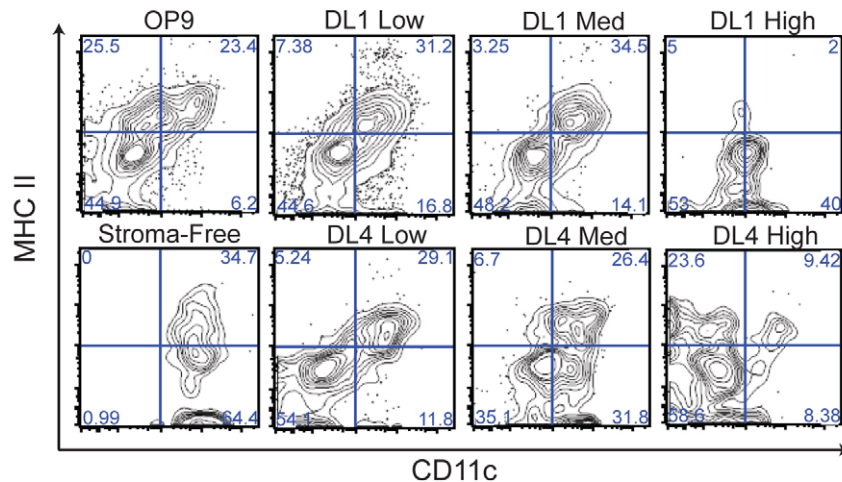 OP9 DL1 Low DL1 Med DL1 High
25.5 23.4 7.38 31.2 3.25 34.5 5 2
44.9 6.2 44.6 16.8 48.2 14.1 53 40
Stroma-Free DL4 Low DL4 Med DL4 High
0 34.7 5.24 29.1 6.7 26.4 23.6 9.42
0.99 64.4 54.1 11.8 35.1 31.8 58.6 8.38
MHC II
CD11c